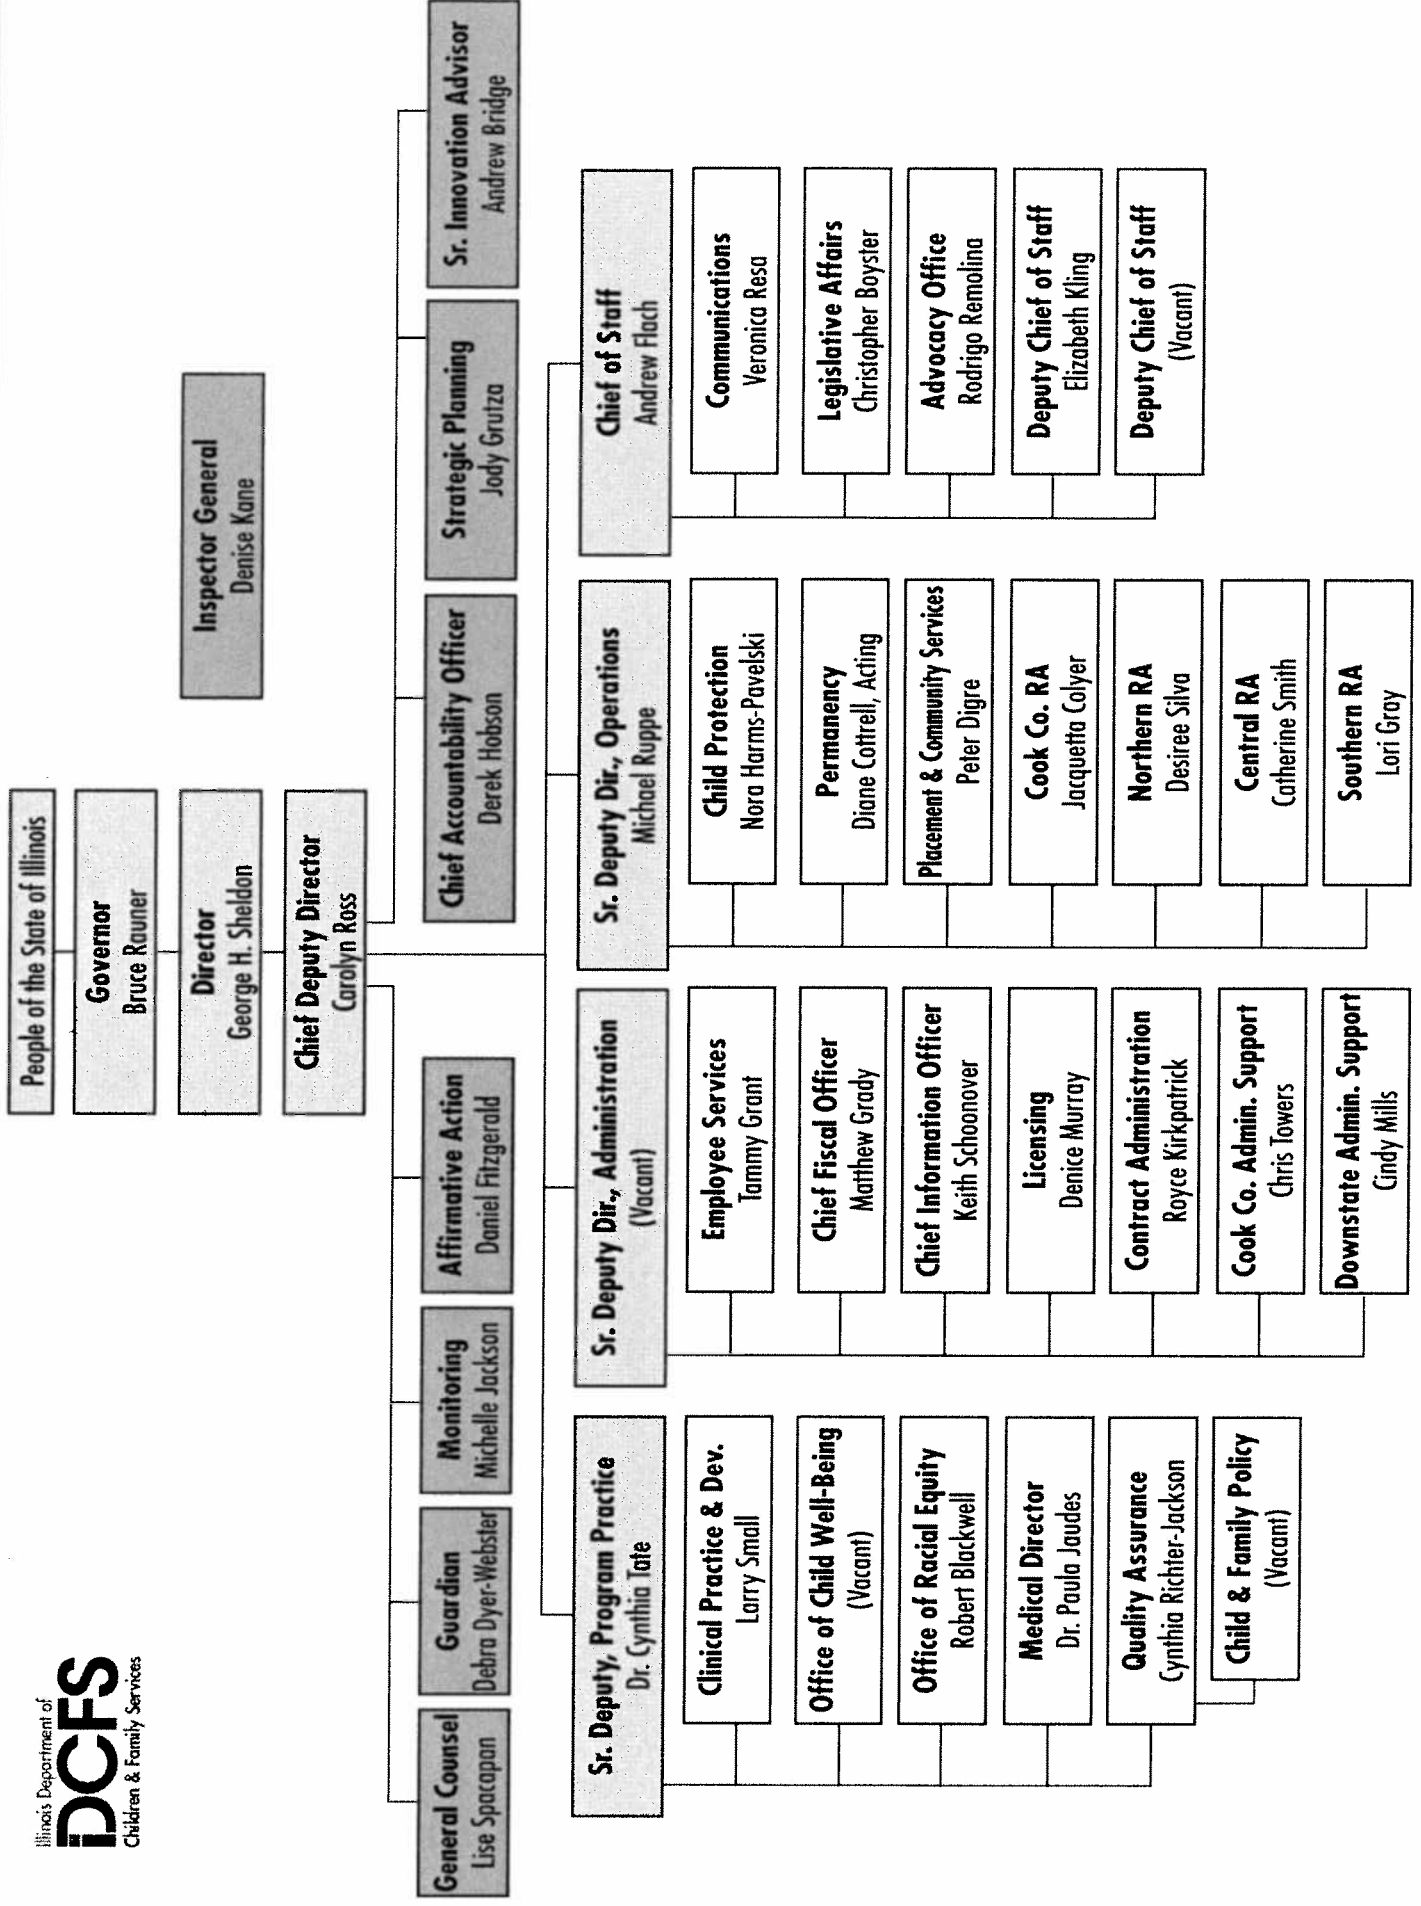 Illinois Department of
DCFS
Children & Family Services
People of the State of Illinois
Governor
Bruce Rauner
Director
George H. Sheldon
Inspector General
Denise Kane
Chief Deputy Director
Carolyn Ross
General Counsel
Lise Spacapan
Guardian
Debra Dyer-Webster
Monitoring
Michelle Jackson
Affirmative Action
Daniel Fitzgerald
Chief Accountability Officer
Derek Hobson
Strategic Planning
Jody Grutza
Sr. Innovation Advisor
Andrew Bridge
Sr. Deputy, Program Practice
Dr. Cynthia Tate
Clinical Practice & Dev.
Larry Small
Office of Child Well-Being
(Vacant)
Office of Racial Equity
Robert Blackwell
Medical Director
Dr. Paula Jaudes
Quality Assurance
Cynthia Richter-Jackson
Child & Family Policy
(Vacant)
Sr. Deputy Dir., Administration
(Vacant)
Employee Services
Tammy Grant
Chief Fiscal Officer
Matthew Grady
Chief Information Officer
Keith Schoonover
Licensing
Denice Murray
Contract Administration
Royce Kirkpatrick
Cook Co. Admin. Support
Chris Towers
Downstate Admin. Support
Cindy Mills
Sr. Deputy Dir., Operations
Michael Ruppe
Child Protection
Nora Harms-Pavelski
Permanency
Diane Cottrell, Acting
Placement & Community Services
Peter Digre
Cook Co. RA
Jacquetta Colyer
Northern RA
Desiree Silva
Central RA
Catherine Smith
Southern RA
Lori Gray
Chief of Staff
Andrew Flach
Communications
Veronica Resa
Legislative Affairs
Christopher Boyster
Advocacy Office
Rodrigo Remolina
Deputy Chief of Staff
Elizabeth Kling
Deputy Chief of Staff
(Vacant)